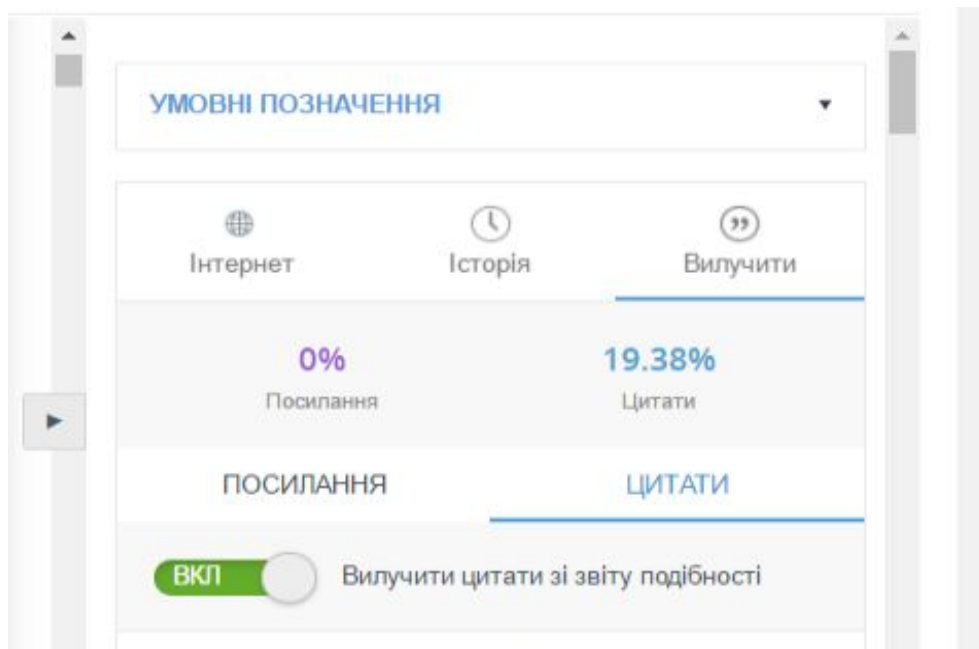 УМОВНІ ПОЗНАЧЕННЯ
Інтернет Історія Вилучити
0% 19.38%
Посилання Цитати
ПОСИЛАННЯ ЦИТАТИ
ВКЛ Вилучити цитати зі звіту подібності